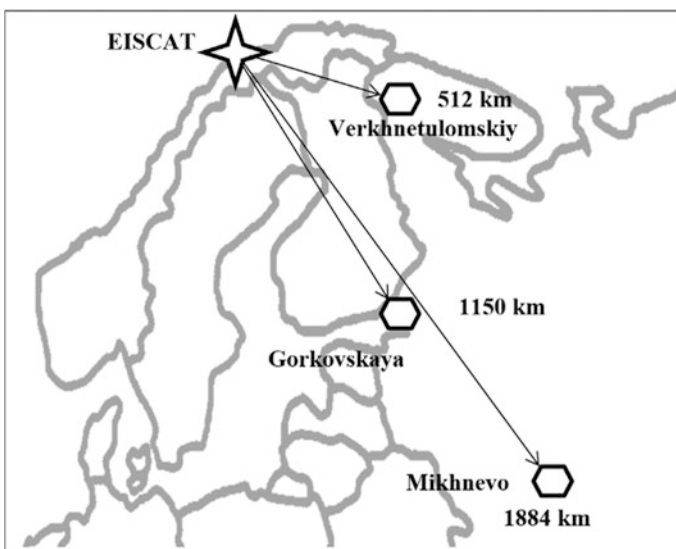 EISCAT
512 km
Verkhnetulomskiy
1150 km
Gorkovskaya
Mikhnevo
1884 km